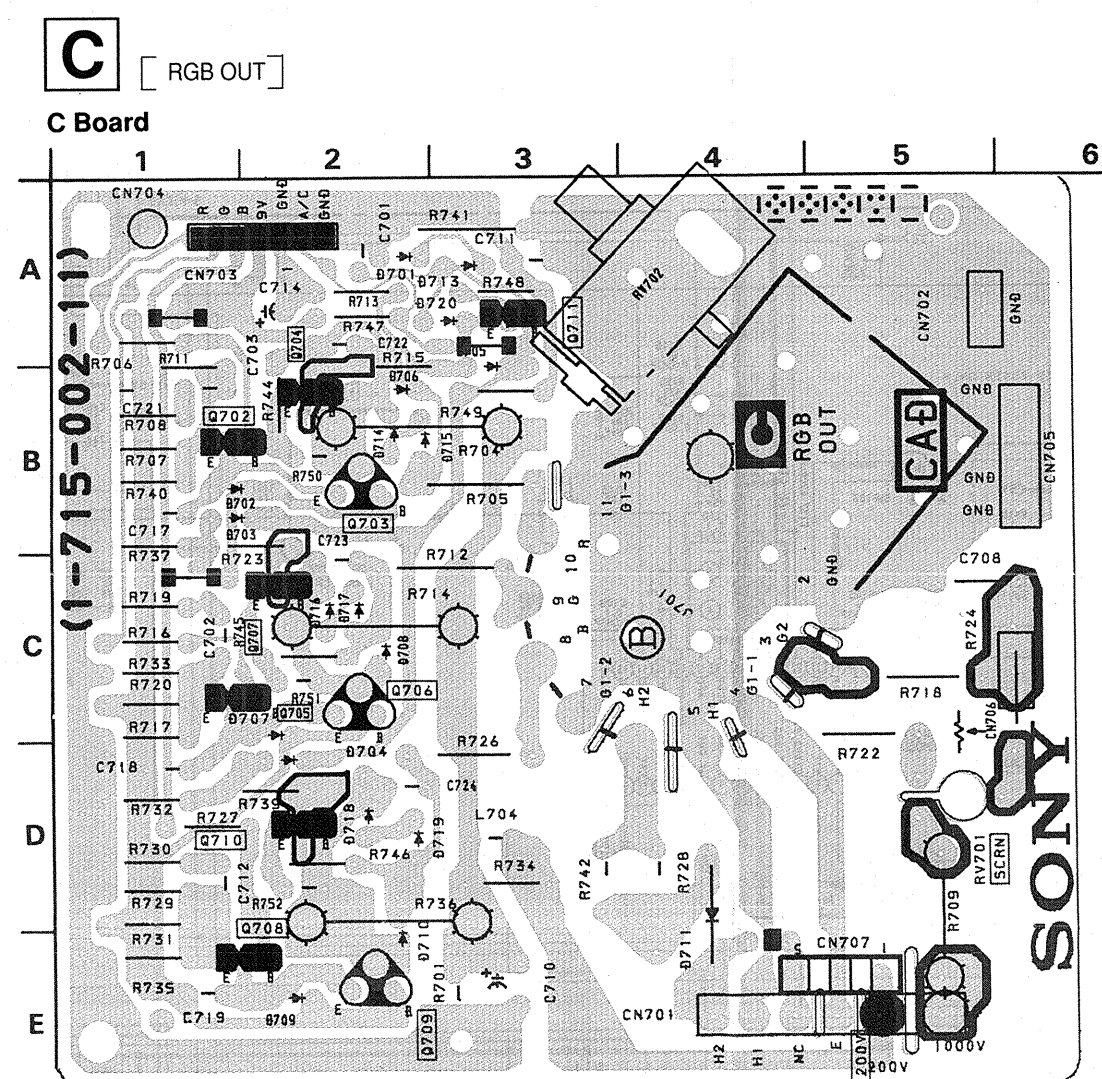 C [ RGB OUT ]
C Board
1 2 3 4 5 6
A
B
C
D
E
(1-715-002-11)
CN704
R G B 9V GND A/C GND
CN703
C701
R741
C711
D701
D713
R748
C714
R713
D720
Q711
RV702
CN702
GND
R747
Q704
C722
C703
R706
R711
R715
D706
R744
C721
Q702
R708
R749
D714
D715
R704
C
RGB OUT
CAD
GND
CN705
GND
GND
R707
R750
E B
R740
Q703
R705
11 G1-3
D702
D703
C717
R737
R723
C723
R712
10 R
9 G
8 B
J701
2 GND
C708
R719
D716
D717
R714
R724
R716
C702
R745
Q707
D708
B
3 G2
R733
R720
R751
Q706
7 G1-2
6 H2
5 H1
4 G1-1
R718
D707
Q705
R717
D704
R726
R722
CN706
C718
C724
R732
R739
D718
R727
Q710
D719
L704
R730
R746
R734
R742
R728
RV701
SCRN
C712
R729
R752
R736
R709
SONY
R731
Q708
D710
D711
S CN707 1
R735
R701
C710
C719
D709
Q709
CN701
H2 H1 NC E 200V 200V 1000V